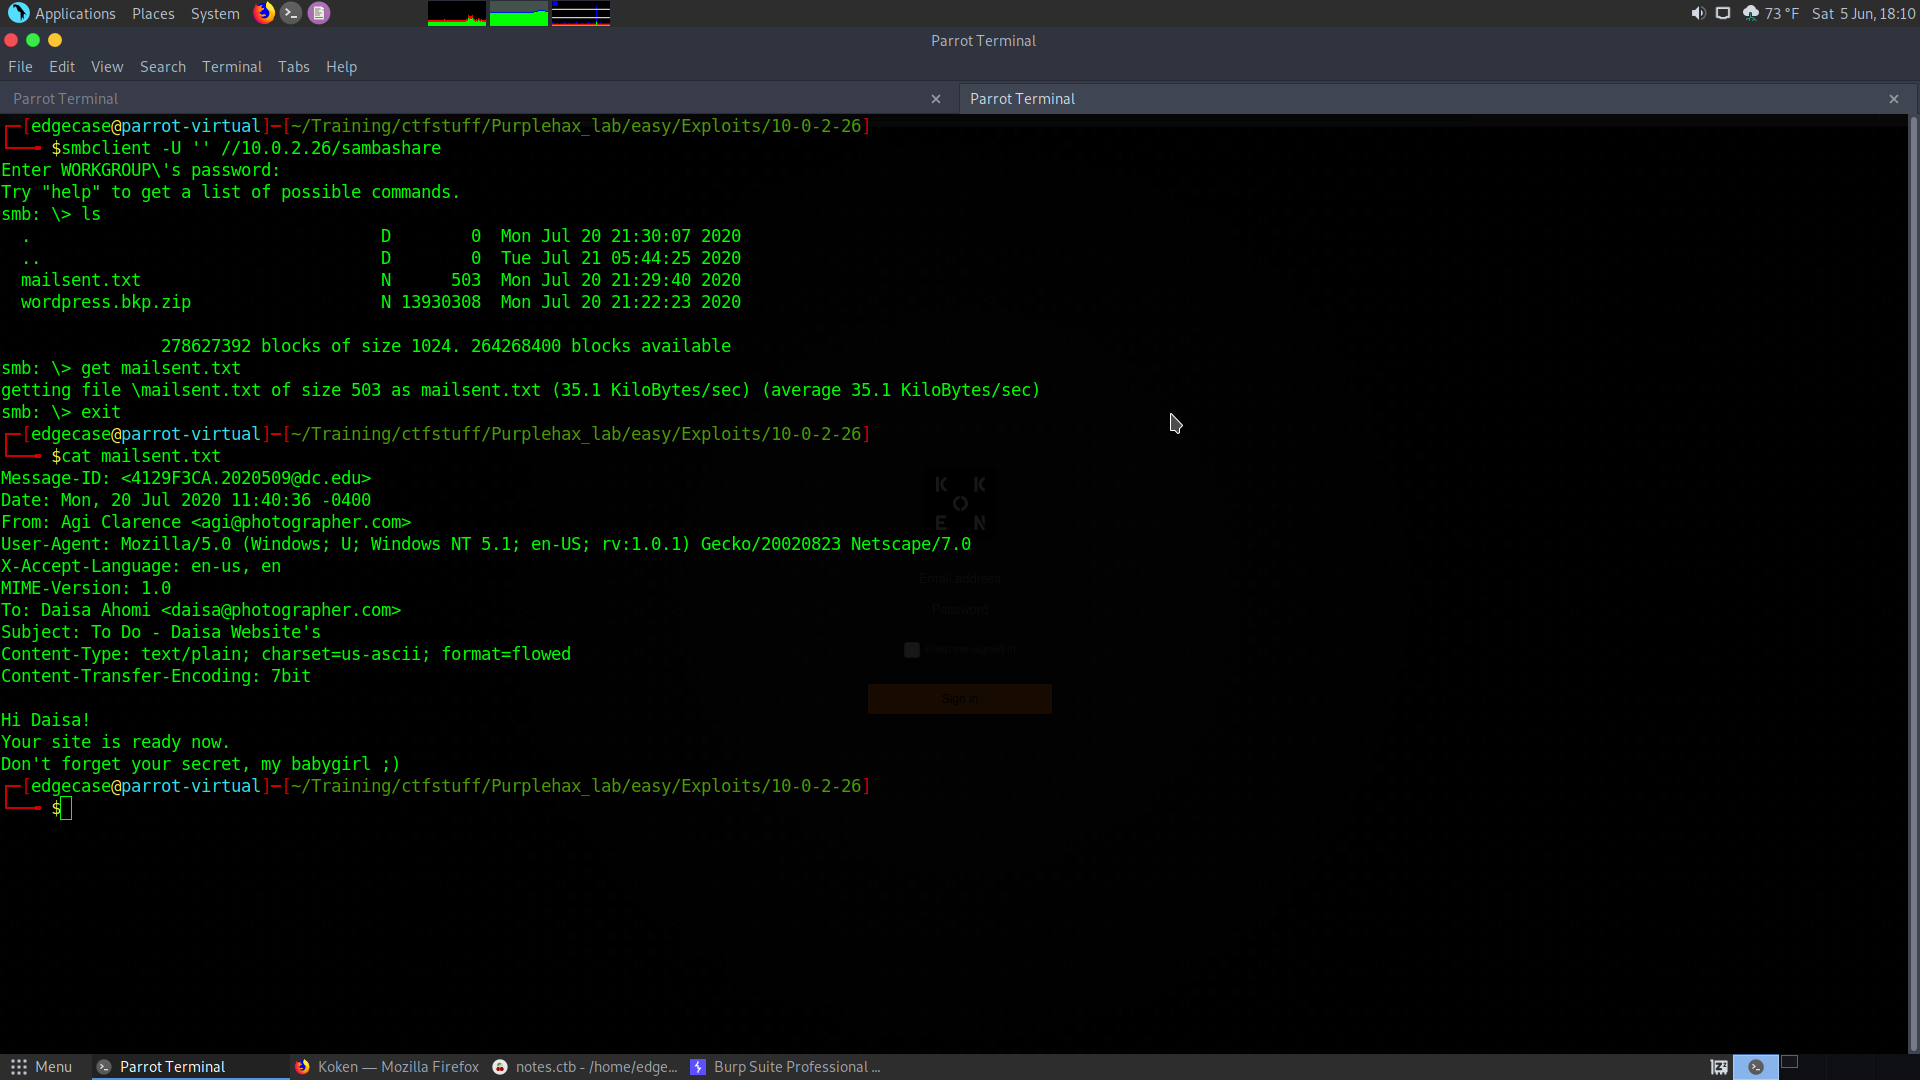 Applications Places System 73 °F Sat 5 Jun, 18:10
Parrot Terminal
File Edit View Search Terminal Tabs Help
Parrot Terminal × Parrot Terminal ×
[edgecase@parrot-virtual]─[~/Training/ctfstuff/Purplehax_lab/easy/Exploits/10-0-2-26]
$smbclient -U '' //10.0.2.26/sambashare
Enter WORKGROUP\'s password:
Try "help" to get a list of possible commands.
smb: \> ls
. D 0 Mon Jul 20 21:30:07 2020
.. D 0 Tue Jul 21 05:44:25 2020
mailsent.txt N 503 Mon Jul 20 21:29:40 2020
wordpress.bkp.zip N 13930308 Mon Jul 20 21:22:23 2020
278627392 blocks of size 1024. 264268400 blocks available
smb: \> get mailsent.txt
getting file \mailsent.txt of size 503 as mailsent.txt (35.1 KiloBytes/sec) (average 35.1 KiloBytes/sec)
smb: \> exit
[edgecase@parrot-virtual]─[~/Training/ctfstuff/Purplehax_lab/easy/Exploits/10-0-2-26]
$cat mailsent.txt
Message-ID: <4129F3CA.2020509@dc.edu>
Date: Mon, 20 Jul 2020 11:40:36 -0400
From: Agi Clarence <agi@photographer.com>
User-Agent: Mozilla/5.0 (Windows; U; Windows NT 5.1; en-US; rv:1.0.1) Gecko/20020823 Netscape/7.0
X-Accept-Language: en-us, en
MIME-Version: 1.0
To: Daisa Ahomi <daisa@photographer.com>
Subject: To Do - Daisa Website's
Content-Type: text/plain; charset=us-ascii; format=flowed
Content-Transfer-Encoding: 7bit
Hi Daisa!
Your site is ready now.
Don't forget your secret, my babygirl ;)
[edgecase@parrot-virtual]─[~/Training/ctfstuff/Purplehax_lab/easy/Exploits/10-0-2-26]
$
K K
O
E N
Email address
Password
Keep me signed in
Sign in
Menu Parrot Terminal Koken — Mozilla Firefox notes.ctb - /home/edge... Burp Suite Professional ...